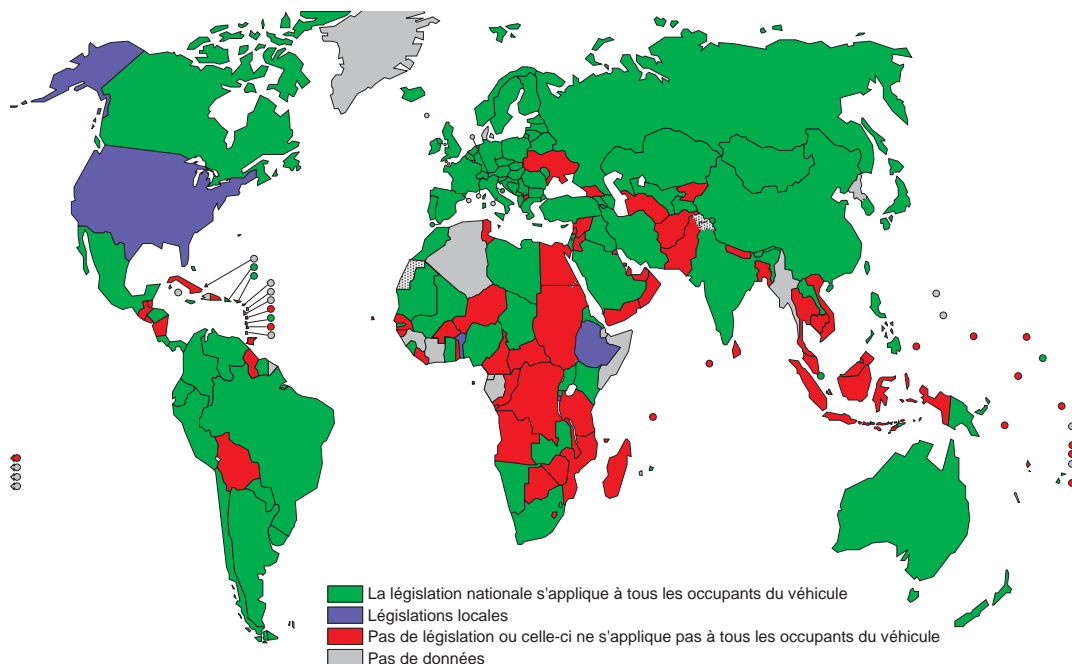 La législation nationale s'applique à tous les occupants du véhicule
Législations locales
Pas de législation ou celle-ci ne s'applique pas à tous les occupants du véhicule
Pas de données